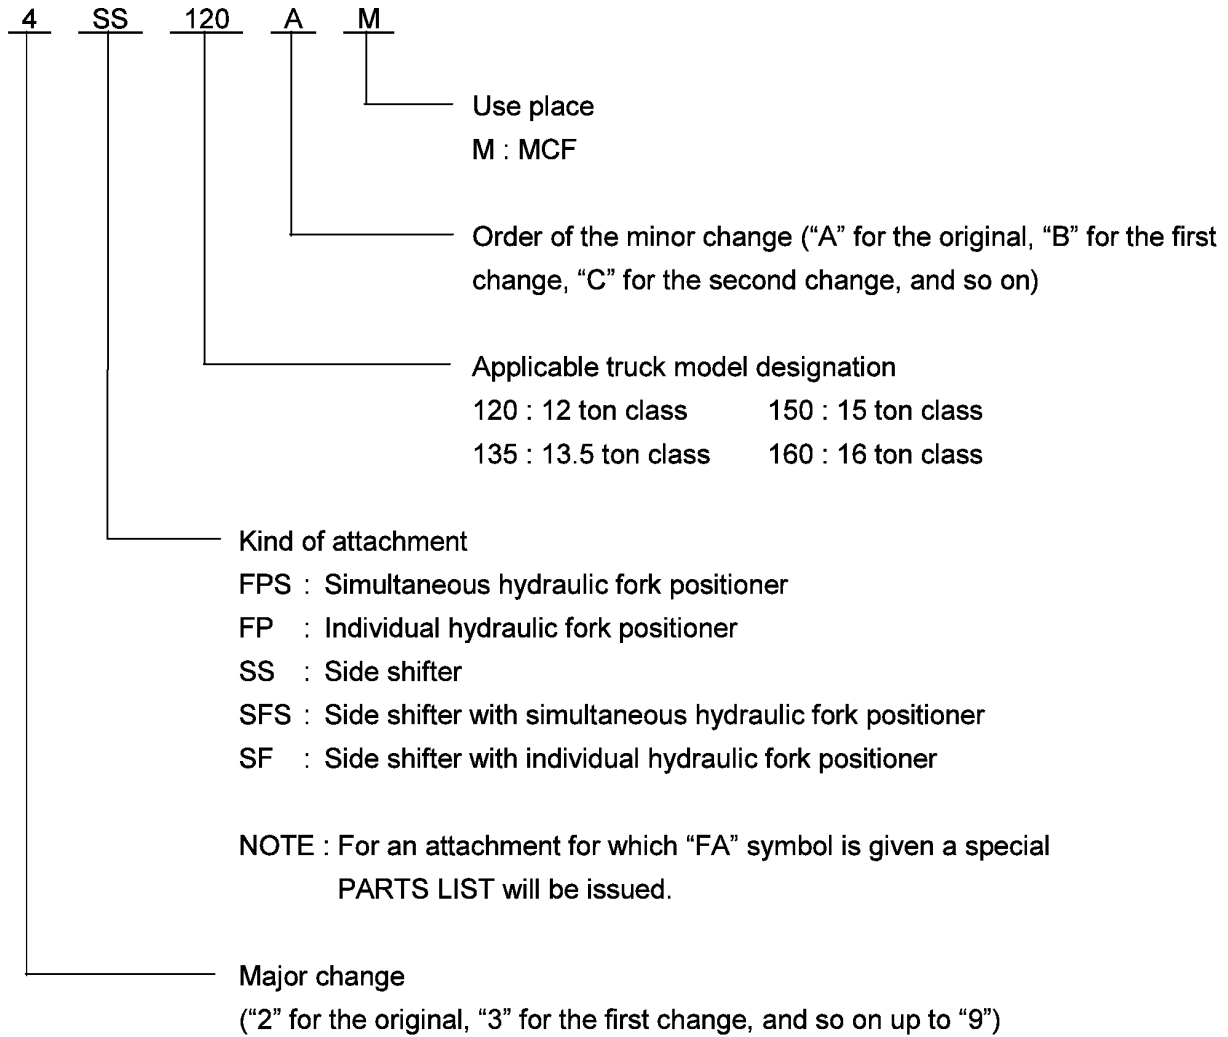 4 SS 120 A M
Use place
M : MCF
Order of the minor change (“A” for the original, “B” for the first
change, “C” for the second change, and so on)
Applicable truck model designation
120 : 12 ton class 150 : 15 ton class
135 : 13.5 ton class 160 : 16 ton class
Kind of attachment
FPS : Simultaneous hydraulic fork positioner
FP : Individual hydraulic fork positioner
SS : Side shifter
SFS : Side shifter with simultaneous hydraulic fork positioner
SF : Side shifter with individual hydraulic fork positioner
NOTE : For an attachment for which “FA” symbol is given a special
PARTS LIST will be issued.
Major change
(“2” for the original, “3” for the first change, and so on up to “9”)